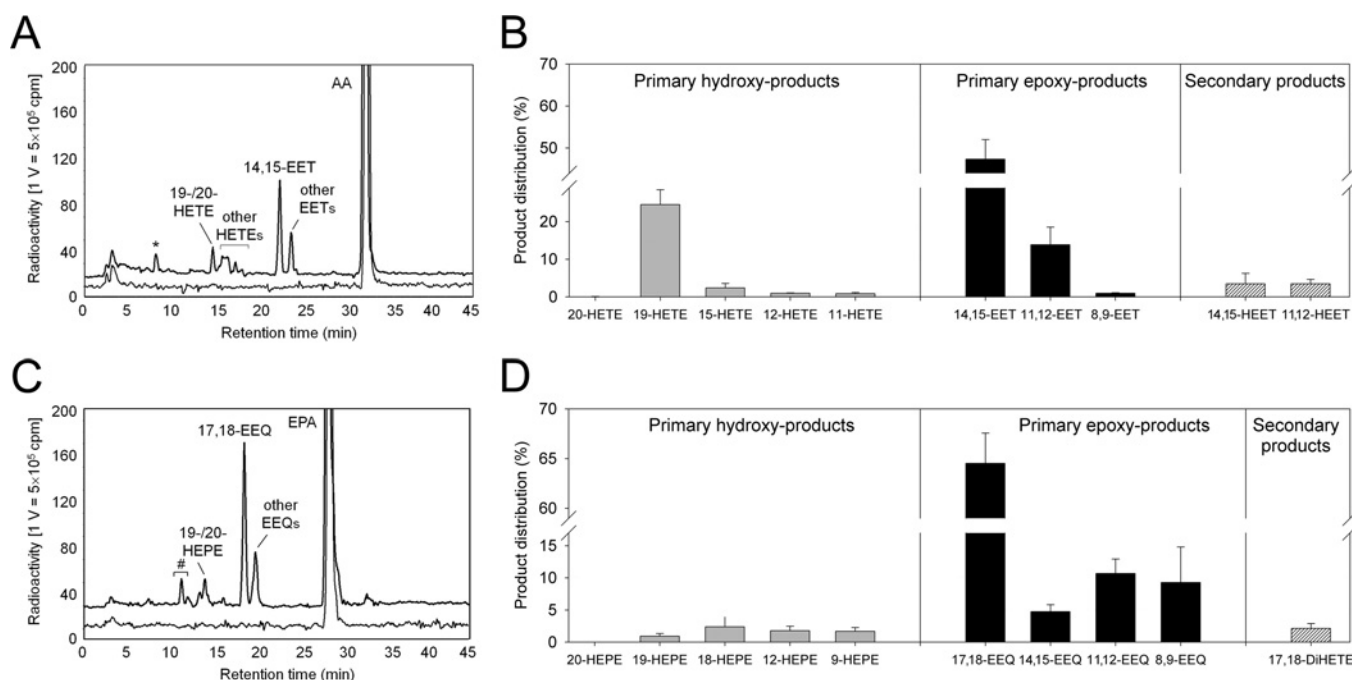 A
Radioactivity [1 V = 5×10⁵ cpm]
200
160
120
80
40
0
AA
14,15-EET
19-/20-
HETE
other
EETs
other
HETEs
*
0
5
10
15
20
25
30
35
40
45
Retention time (min)
B
Product distribution (%)
70
60
50
20
10
0
Primary hydroxy-products
Primary epoxy-products
Secondary products
20-HETE 19-HETE 15-HETE 12-HETE 11-HETE 14,15-EET 11,12-EET 8,9-EET 14,15-HEET 11,12-HEET
C
Radioactivity [1 V = 5×10⁵ cpm]
200
160
120
80
40
0
EPA
17,18-EEQ
other
EEQs
19-/20-
HEPE
#
0
5
10
15
20
25
30
35
40
45
Retention time (min)
D
Product distribution (%)
70
65
60
15
10
5
0
Primary hydroxy-products
Primary epoxy-products
Secondary
products
20-HEPE 19-HEPE 18-HEPE 12-HEPE 9-HEPE 17,18-EEQ 14,15-EEQ 11,12-EEQ 8,9-EEQ 17,18-DiHETE